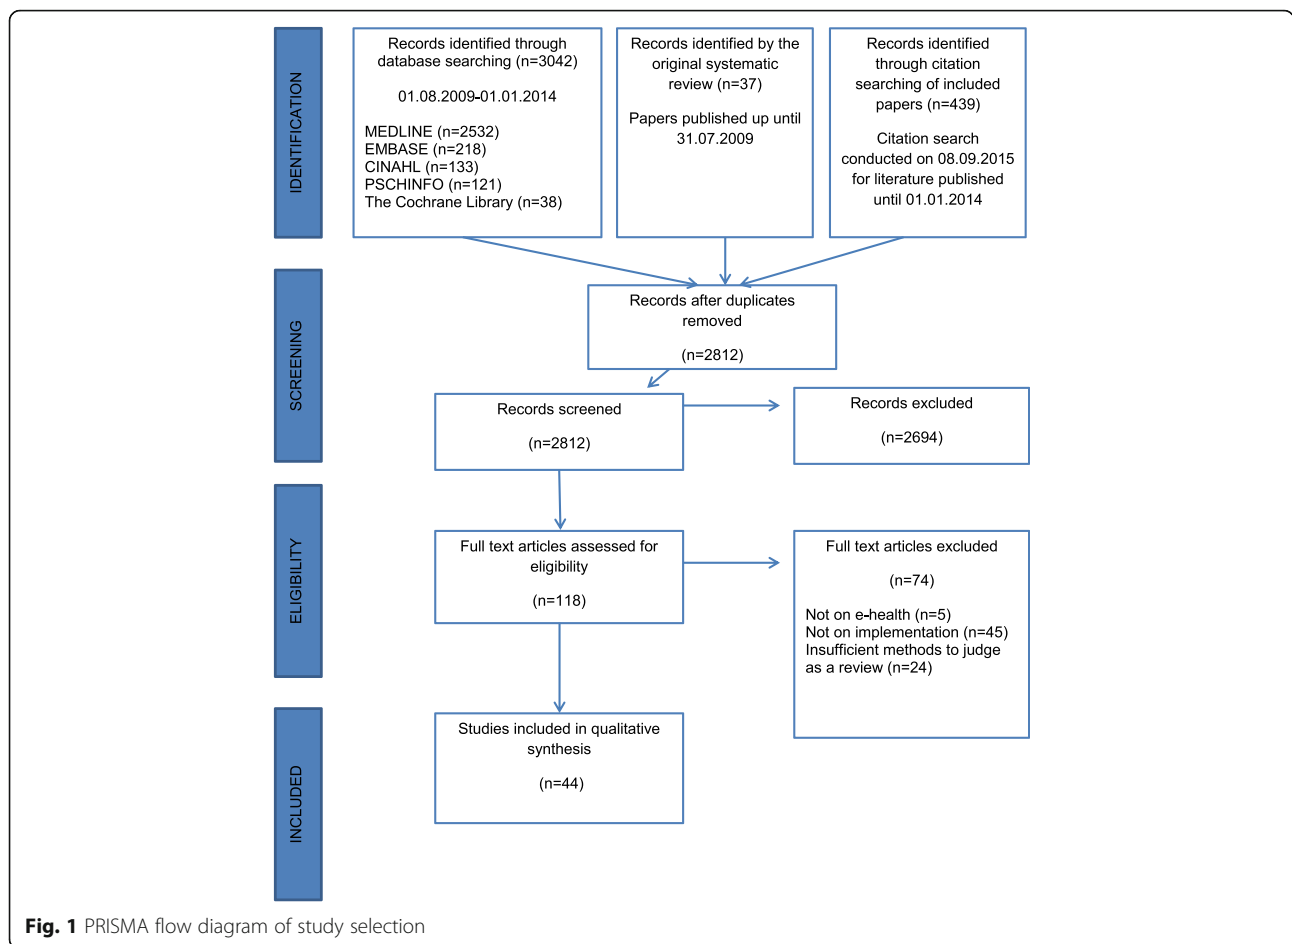 IDENTIFICATION
Records identified through
database searching (n=3042)
01.08.2009-01.01.2014
MEDLINE (n=2532)
EMBASE (n=218)
CINAHL (n=133)
PSCHINFO (n=121)
The Cochrane Library (n=38)
Records identified by the
original systematic
review (n=37)
Papers published up until
31.07.2009
Records identified
through citation
searching of included
papers (n=439)
Citation search
conducted on 08.09.2015
for literature published
until 01.01.2014
SCREENING
Records after duplicates
removed
(n=2812)
Records screened
(n=2812)
Records excluded
(n=2694)
ELIGIBILITY
Full text articles assessed for
eligibility
(n=118)
Full text articles excluded
(n=74)
Not on e-health (n=5)
Not on implementation (n=45)
Insufficient methods to judge
as a review (n=24)
INCLUDED
Studies included in qualitative
synthesis
(n=44)
Fig. 1 PRISMA flow diagram of study selection